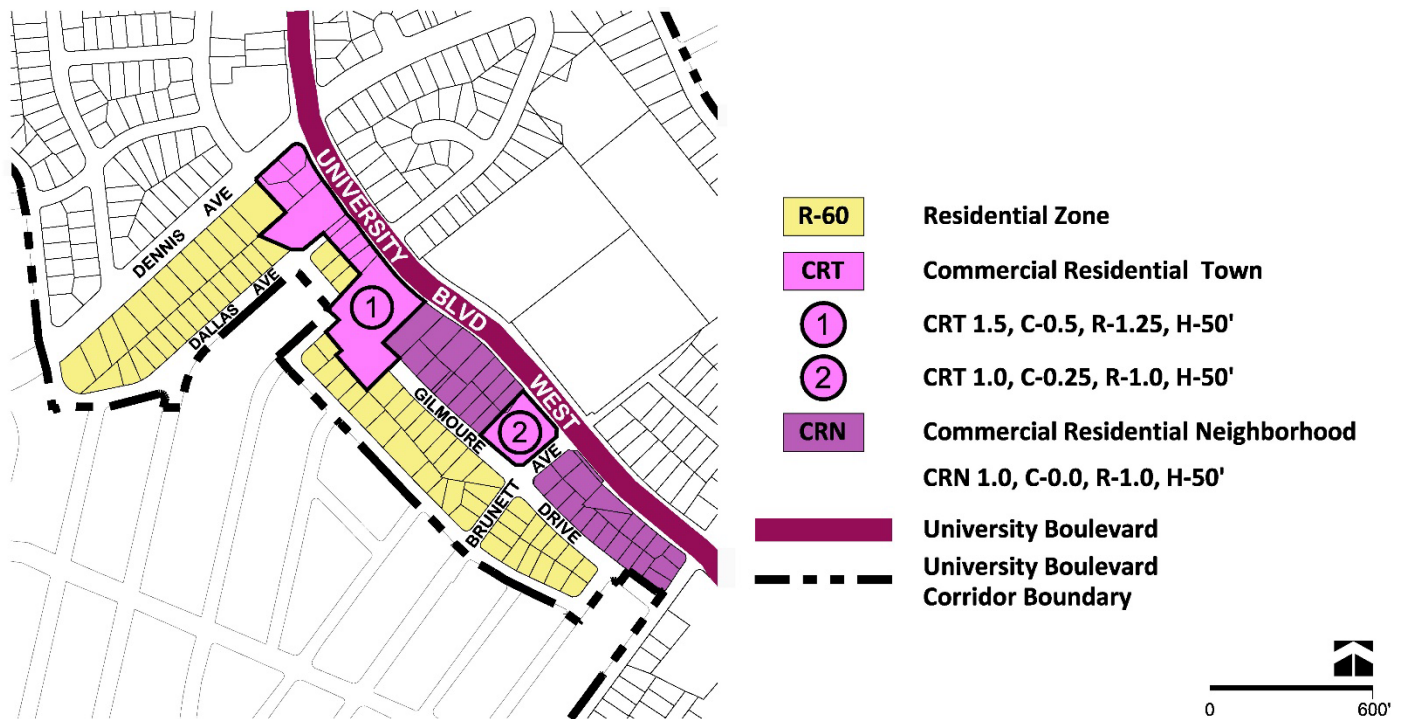 UNIVERSITY BLVD WEST
DENNIS AVE
DALLAS AVE
1
GILMOURE DRIVE
2
BRUNETT AVE
R-60 Residential Zone
CRT Commercial Residential Town
1 CRT 1.5, C-0.5, R-1.25, H-50'
2 CRT 1.0, C-0.25, R-1.0, H-50'
CRN Commercial Residential Neighborhood
CRN 1.0, C-0.0, R-1.0, H-50'
University Boulevard
University Boulevard
Corridor Boundary
0 600'